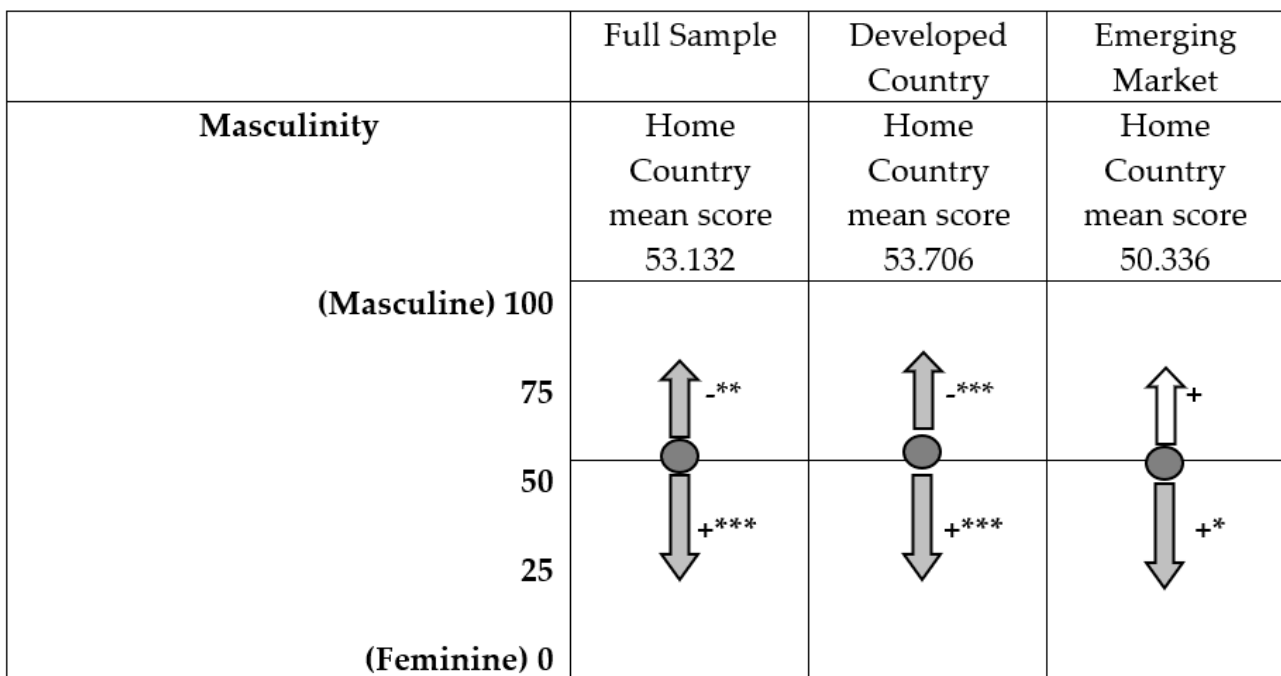 Full Sample
Developed
Country
Emerging
Market
Masculinity
Home
Country
mean score
53.132
Home
Country
mean score
53.706
Home
Country
mean score
50.336
(Masculine) 100
75
50
25
(Feminine) 0
-**
-***
+
+***
+***
+*